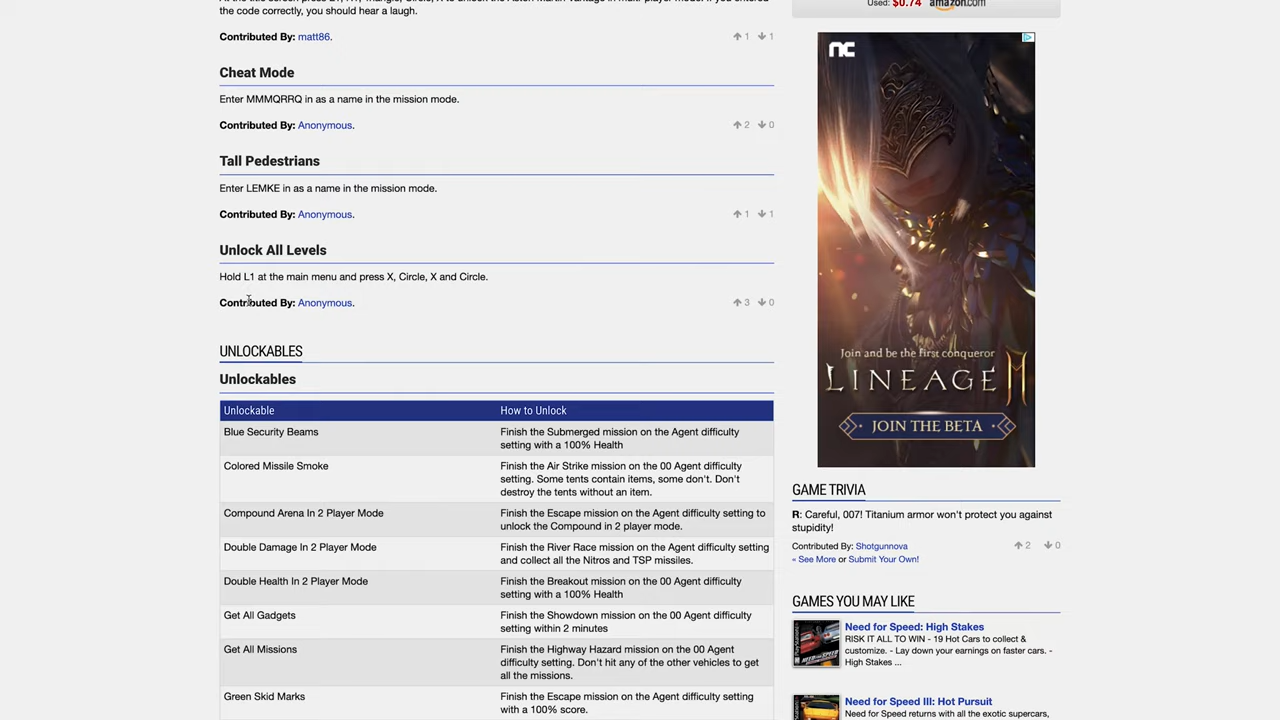 the code correctly, you should hear a laugh.
Contributed By: matt86.
1 1
Cheat Mode
Enter MMMQRRQ in as a name in the mission mode.
Contributed By: Anonymous.
2 0
Tall Pedestrians
Enter LEMKE in as a name in the mission mode.
Contributed By: Anonymous.
1 1
Unlock All Levels
Hold L1 at the main menu and press X, Circle, X and Circle.
Contributed By: Anonymous.
3 0
UNLOCKABLES
Unlockables
Unlockable How to Unlock
Blue Security Beams Finish the Submerged mission on the Agent difficulty
setting with a 100% Health
Colored Missile Smoke Finish the Air Strike mission on the 00 Agent difficulty
setting. Some tents contain items, some don't. Don't
destroy the tents without an item.
Compound Arena In 2 Player Mode Finish the Escape mission on the Agent difficulty setting to
unlock the Compound in 2 player mode.
Double Damage In 2 Player Mode Finish the River Race mission on the Agent difficulty setting
and collect all the Nitros and TSP missiles.
Double Health In 2 Player Mode Finish the Breakout mission on the 00 Agent difficulty
setting with a 100% Health
Get All Gadgets Finish the Showdown mission on the 00 Agent difficulty
setting within 2 minutes
Get All Missions Finish the Highway Hazard mission on the 00 Agent
difficulty setting. Don't hit any of the other vehicles to get
all the missions.
Green Skid Marks Finish the Escape mission on the Agent difficulty setting
with a 100% score.
Used: $0.74 amazon.com
nc
Join and be the first conqueror
LINEAGE M
JOIN THE BETA
GAME TRIVIA
R: Careful, 007! Titanium armor won't protect you against
stupidity!
Contributed By: Shotgunnova
2 0
« See More or Submit Your Own!
GAMES YOU MAY LIKE
Need for Speed: High Stakes
RISK IT ALL TO WIN - 19 Hot Cars to collect &
customize. - Lay down your earnings on faster cars. -
High Stakes ...
Need for Speed III: Hot Pursuit
Need for Speed returns with all the exotic supercars,